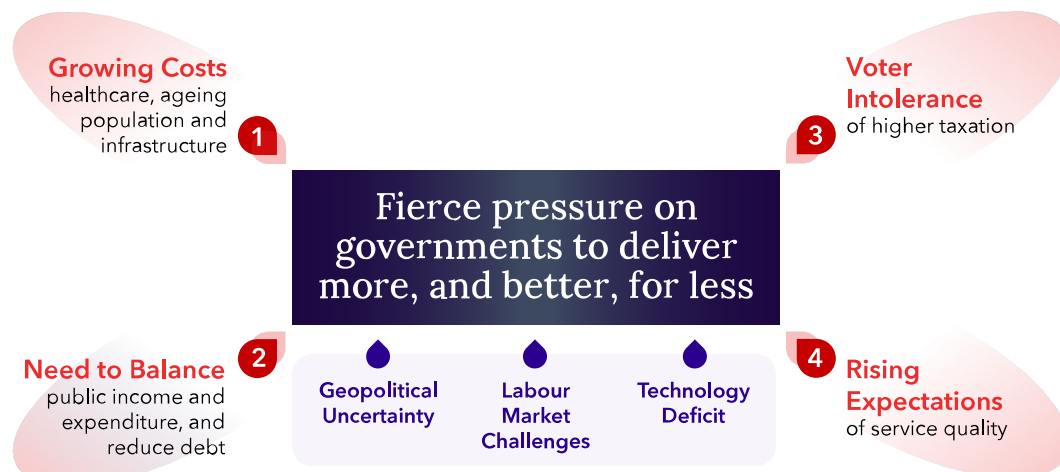 Growing Costs
healthcare, ageing
population and
infrastructure
1
Voter
Intolerance
of higher taxation
3
Fierce pressure on
governments to deliver
more, and better, for less
Need to Balance
public income and
expenditure, and
reduce debt
2
Geopolitical
Uncertainty
Labour
Market
Challenges
Technology
Deficit
4
Rising
Expectations
of service quality